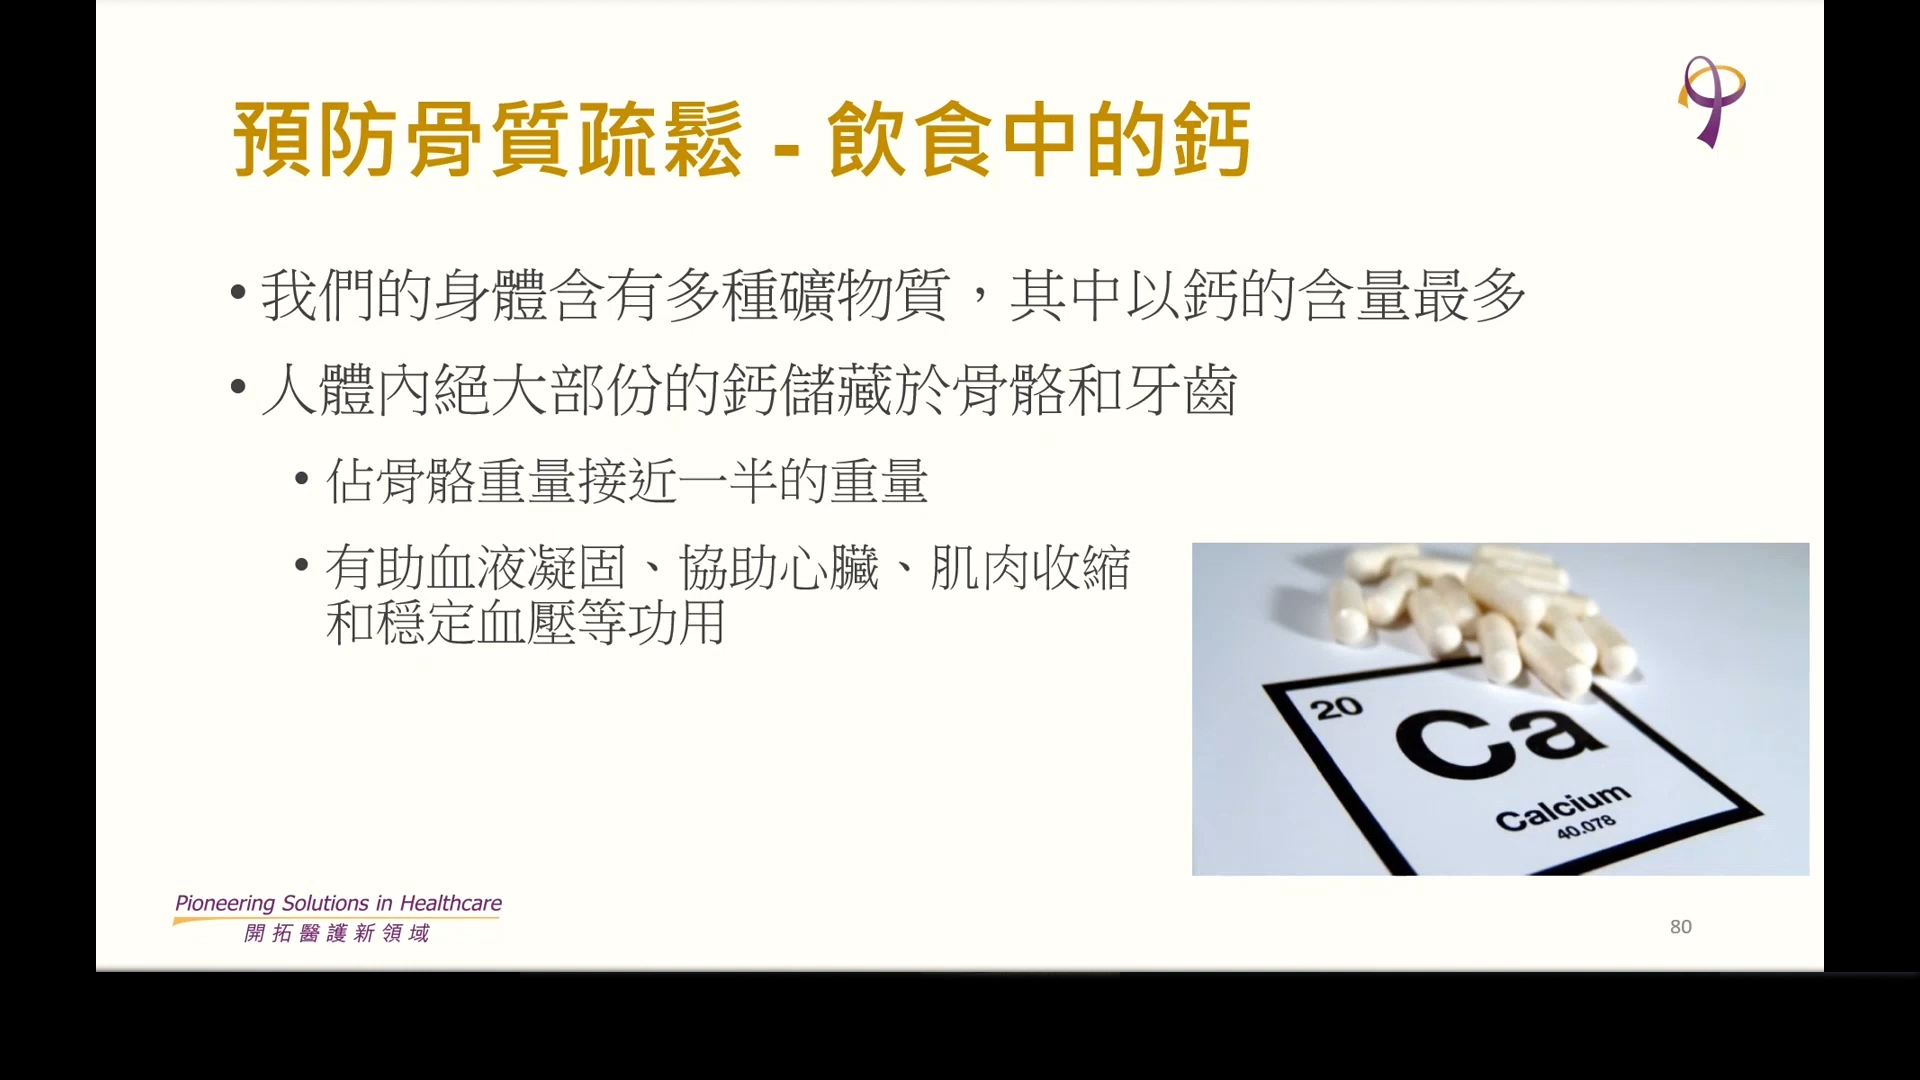 預防骨質疏鬆 - 飲食中的鈣
• 我們的身體含有多種礦物質，其中以鈣的含量最多
• 人體內絕大部份的鈣儲藏於骨骼和牙齒
• 佔骨骼重量接近一半的重量
• 有助血液凝固、協助心臟、肌肉收縮
和穩定血壓等功用
20
Ca
Calcium
40.078
Pioneering Solutions in Healthcare
開拓醫護新領域
80